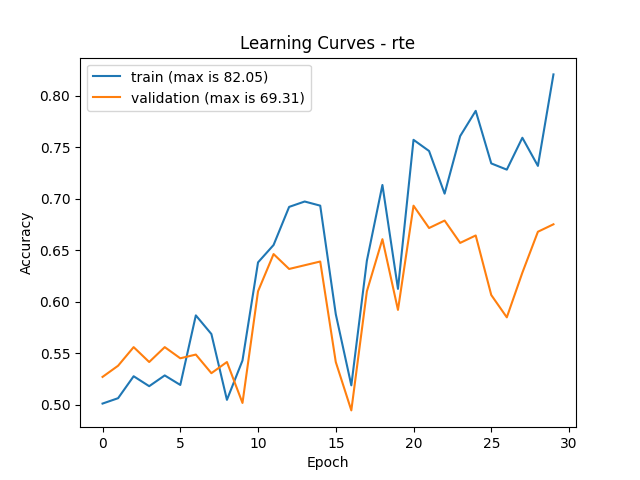 Learning Curves - rte
train (max is 82.05)
validation (max is 69.31)
Accuracy
0.80
0.75
0.70
0.65
0.60
0.55
0.50
0 5 10 15 20 25 30
Epoch